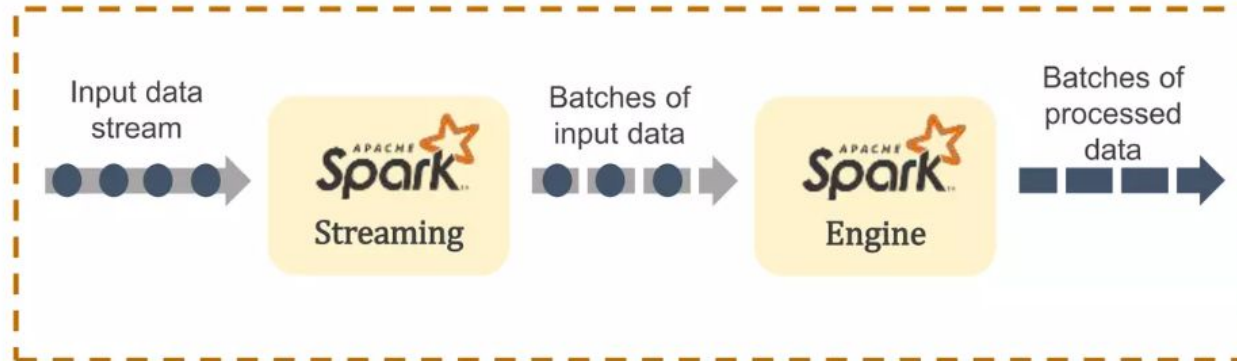 Input data
stream
APACHE
Spark
Streaming
Batches of
input data
APACHE
Spark
Engine
Batches of
processed
data